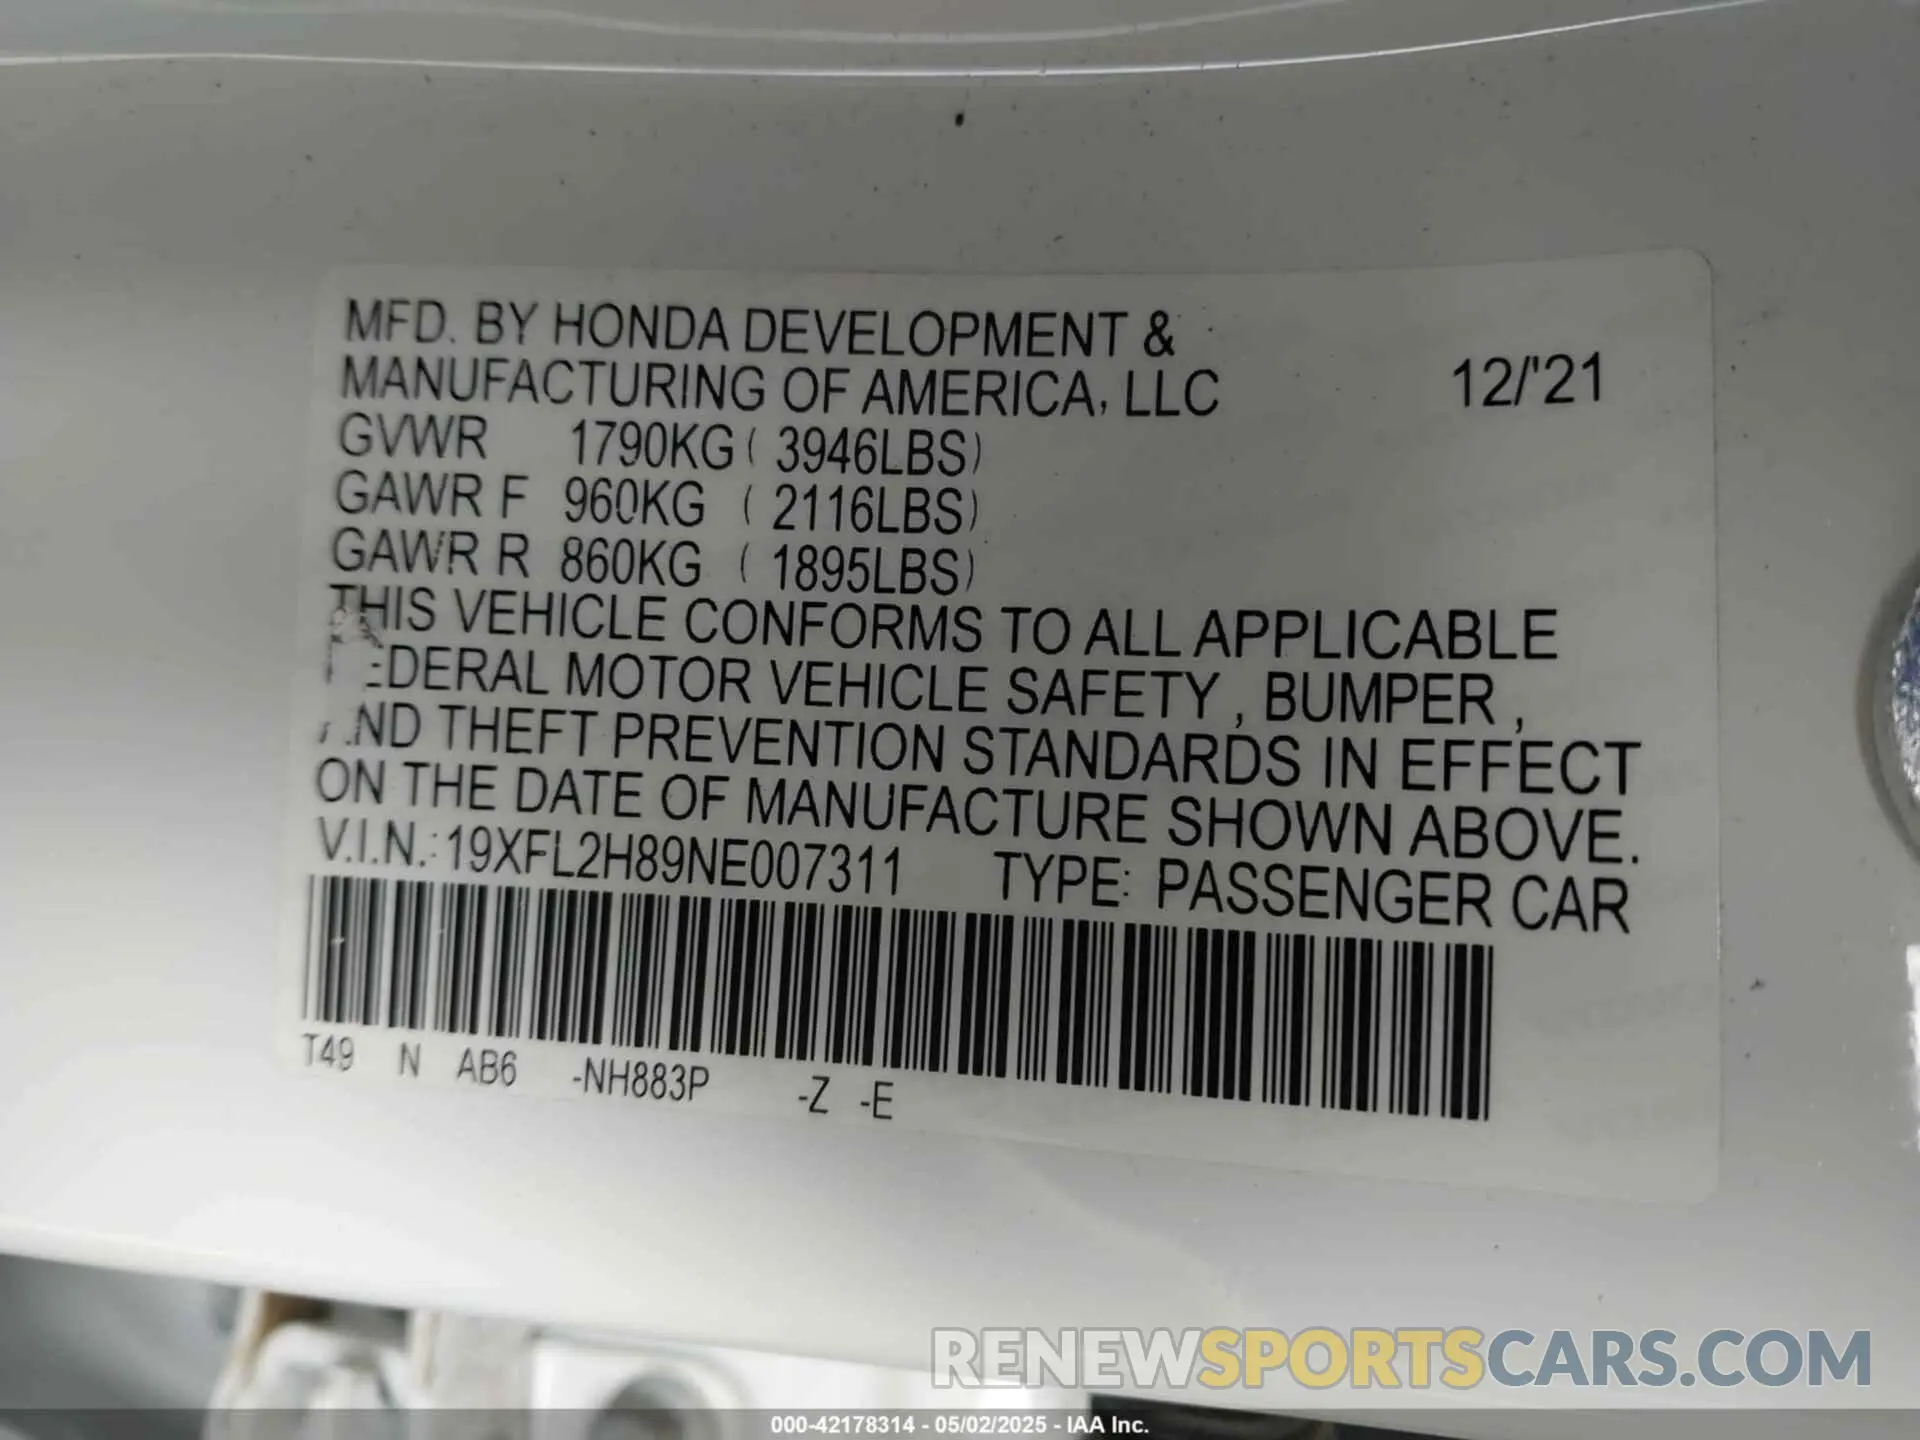 MFD. BY HONDA DEVELOPMENT &
MANUFACTURING OF AMERICA, LLC 12/'21
GVWR 1790KG ( 3946LBS)
GAWR F 960KG ( 2116LBS)
GAWR R 860KG ( 1895LBS)
THIS VEHICLE CONFORMS TO ALL APPLICABLE
FEDERAL MOTOR VEHICLE SAFETY , BUMPER ,
AND THEFT PREVENTION STANDARDS IN EFFECT
ON THE DATE OF MANUFACTURE SHOWN ABOVE.
V.I.N.: 19XFL2H89NE007311 TYPE: PASSENGER CAR
T49 N AB6 -NH883P -Z -E
RENEWSPORTSCARS.COM
000-42178314 - 05/02/2025 - IAA Inc.